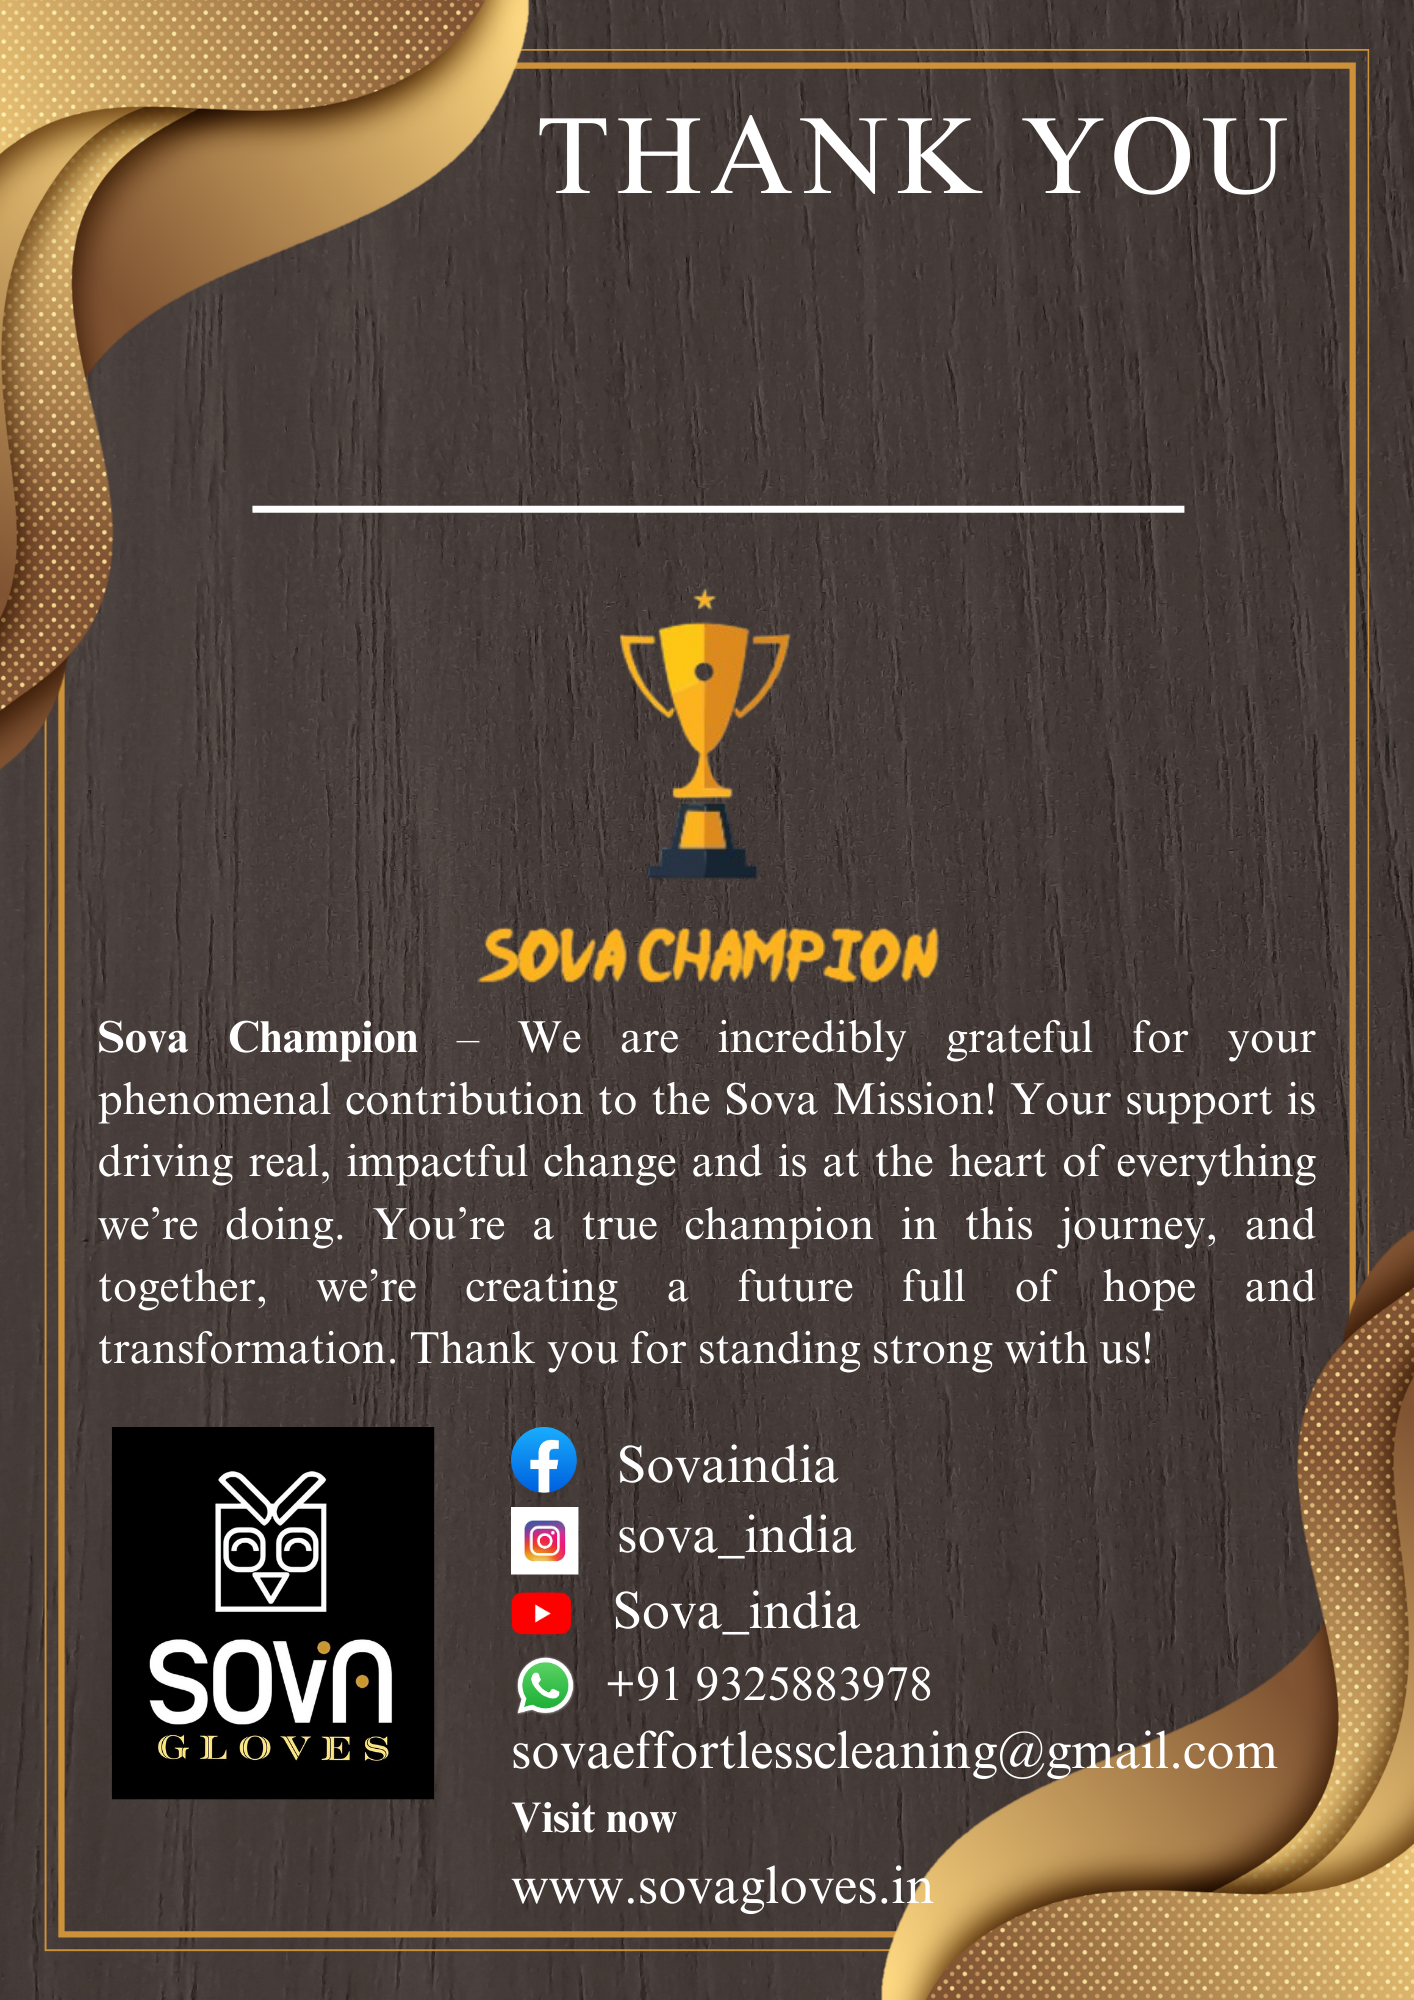 THANK YOU
SOVA CHAMPION
Sova Champion – We are incredibly grateful for your
phenomenal contribution to the Sova Mission! Your support is
driving real, impactful change and is at the heart of everything
we’re doing. You’re a true champion in this journey, and
together, we’re creating a future full of hope and
transformation. Thank you for standing strong with us!
SOVA
GLOVES
Sovaindia
sova_india
Sova_india
+91 9325883978
sovaeffortlesscleaning@gmail.com
Visit now
www.sovagloves.in